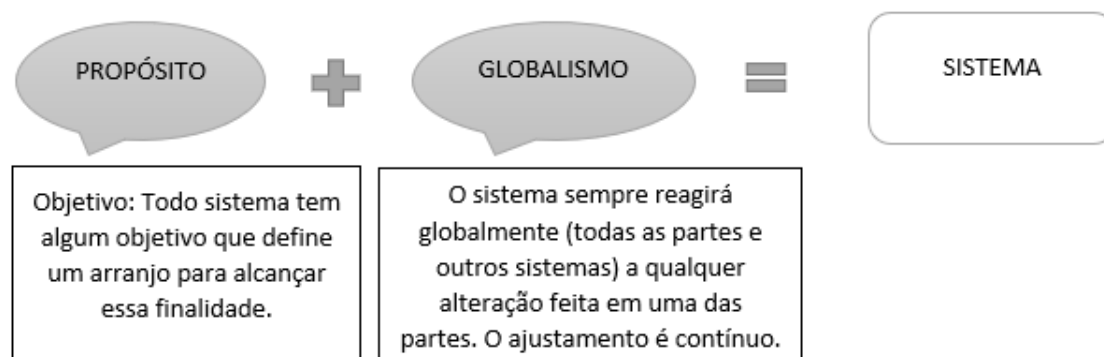 PROPÓSITO
GLOBALISMO
SISTEMA
Objetivo: Todo sistema tem
algum objetivo que define
um arranjo para alcançar
essa finalidade.
O sistema sempre reagirá
globalmente (todas as partes e
outros sistemas) a qualquer
alteração feita em uma das
partes. O ajustamento é contínuo.